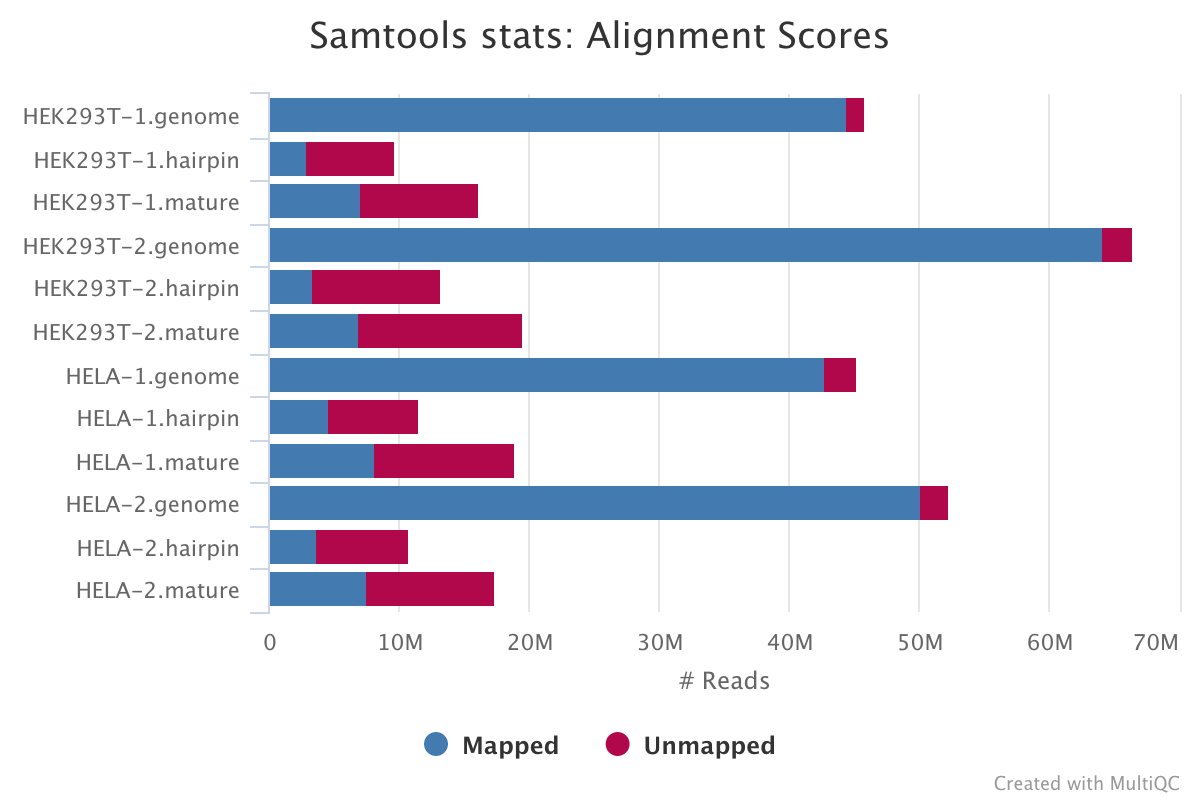 Samtools stats: Alignment Scores
HEK293T-1.genome
HEK293T-1.hairpin
HEK293T-1.mature
HEK293T-2.genome
HEK293T-2.hairpin
HEK293T-2.mature
HELA-1.genome
HELA-1.hairpin
HELA-1.mature
HELA-2.genome
HELA-2.hairpin
HELA-2.mature
0 10M 20M 30M 40M 50M 60M 70M
# Reads
Mapped Unmapped
Created with MultiQC